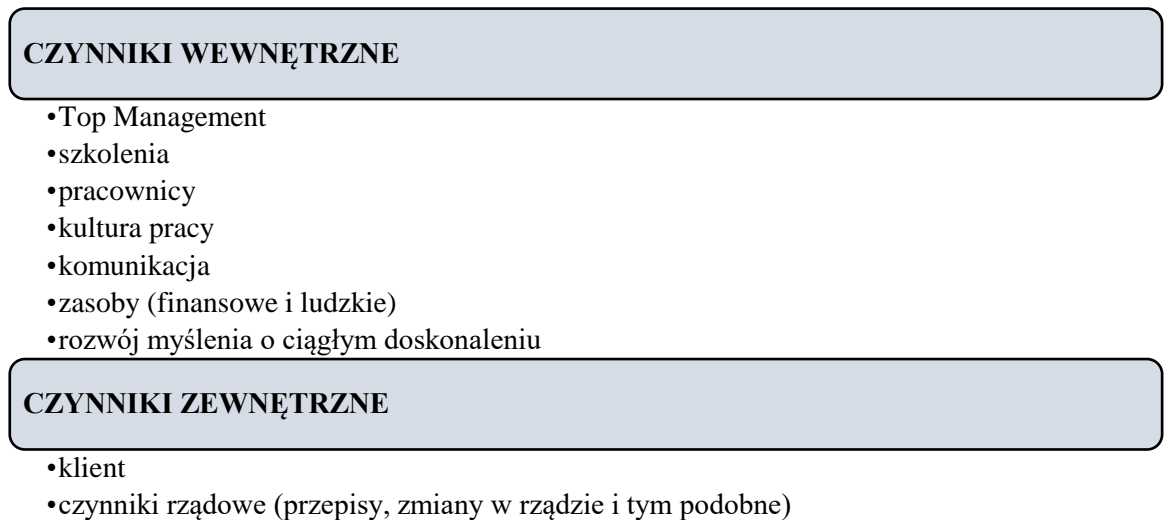 CZYNNIKI WEWNĘTRZNE
•Top Management
•szkolenia
•pracownicy
•kultura pracy
•komunikacja
•zasoby (finansowe i ludzkie)
•rozwój myślenia o ciągłym doskonaleniu
CZYNNIKI ZEWNĘTRZNE
•klient
•czynniki rządowe (przepisy, zmiany w rządzie i tym podobne)